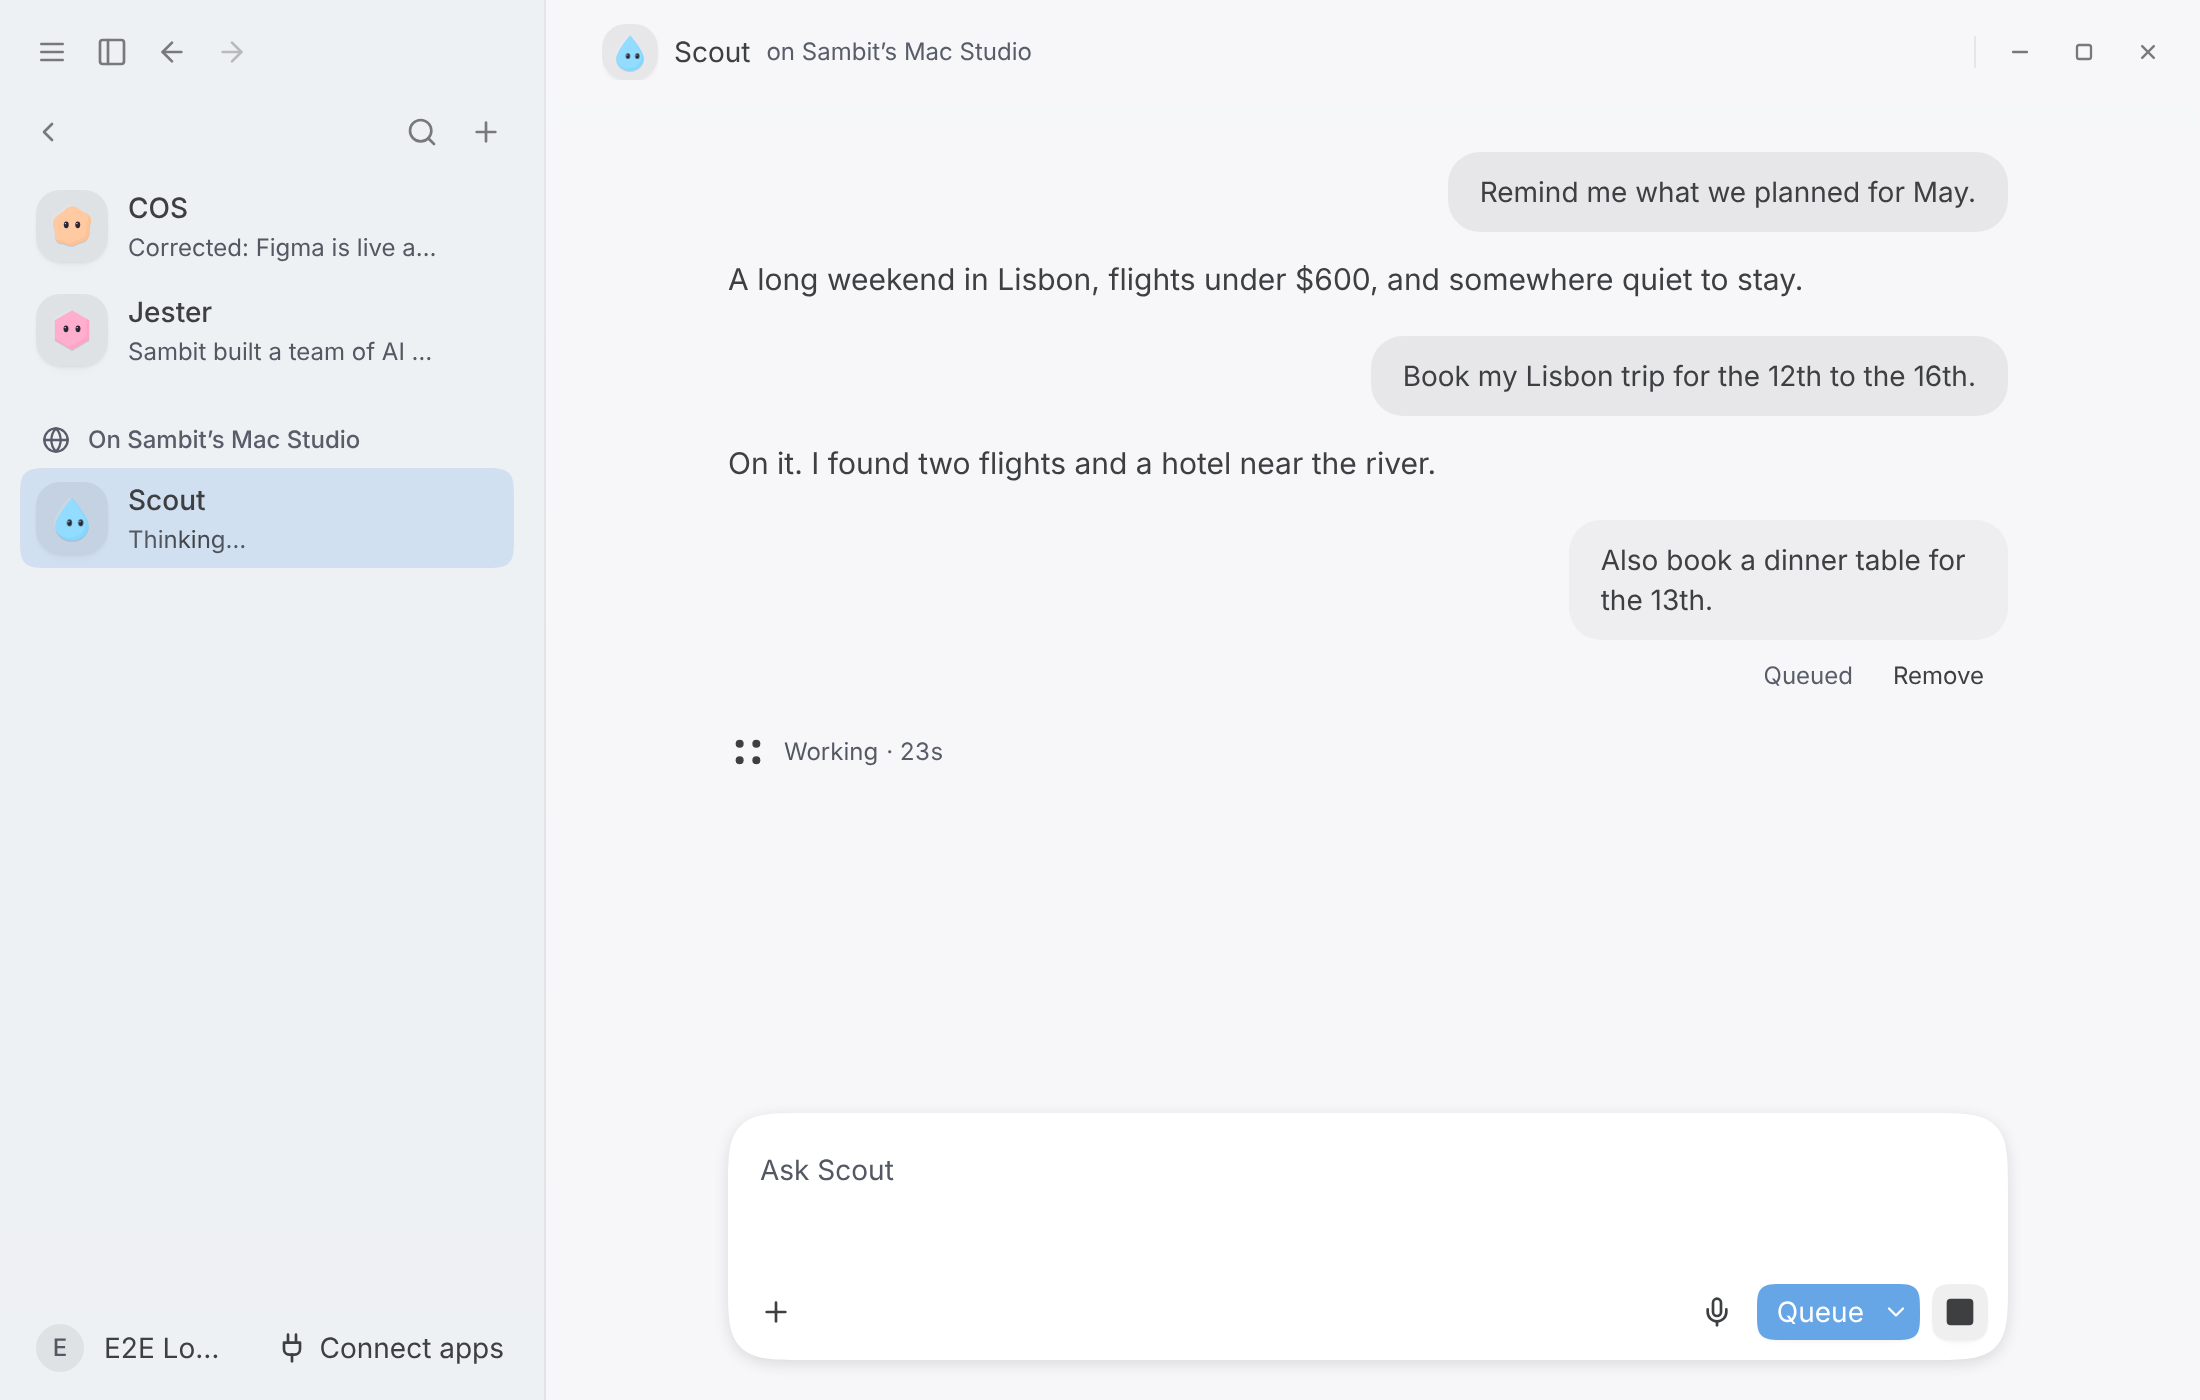 Scout on Sambit’s Mac Studio
COS
Corrected: Figma is live a...
Jester
Sambit built a team of AI ...
On Sambit’s Mac Studio
Scout
Thinking...
E
E2E Lo...
Connect apps
Remind me what we planned for May.
A long weekend in Lisbon, flights under $600, and somewhere quiet to stay.
Book my Lisbon trip for the 12th to the 16th.
On it. I found two flights and a hotel near the river.
Also book a dinner table for
the 13th.
Queued Remove
Working · 23s
Ask Scout
Queue